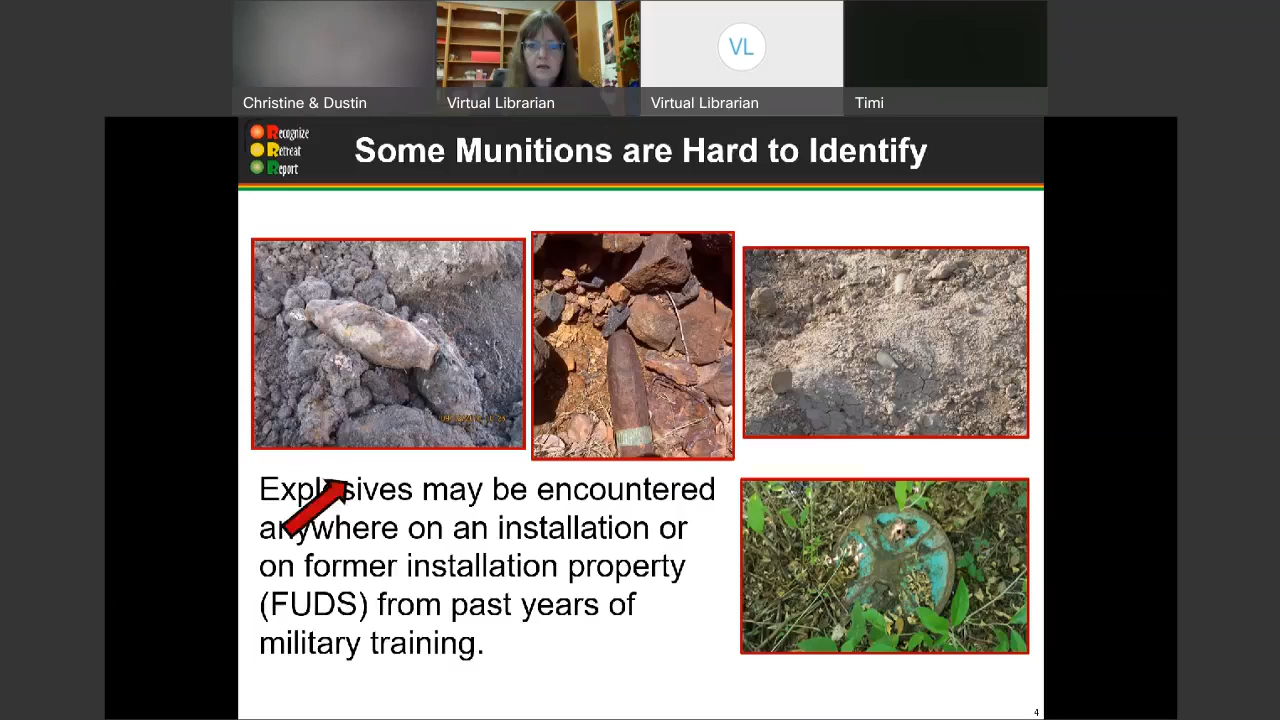 Christine & Dustin
Virtual Librarian
VL
Virtual Librarian
Timi
Recognize
Retreat
Report
Some Munitions are Hard to Identify
Explosives may be encountered
anywhere on an installation or
on former installation property
(FUDS) from past years of
military training.
4